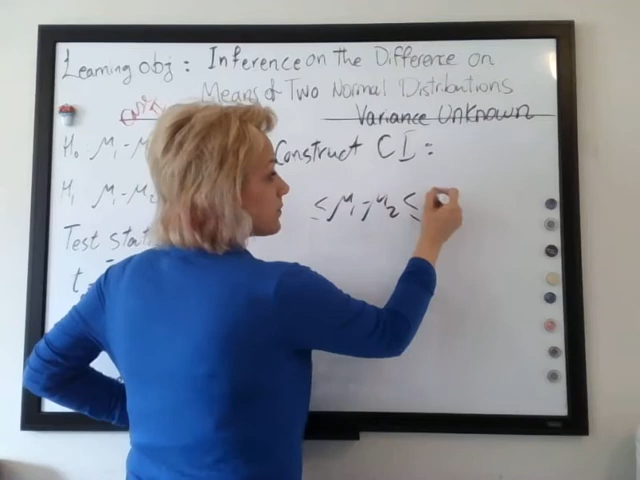 Learning obj : Inference on The Difference on
Means of Two Normal Distributions
Variance Unknown
H₀ μ₁-μ
Construct CI :
H₁ μ₁-μ₂
≤ μ₁-μ₂ ≤
Test
t